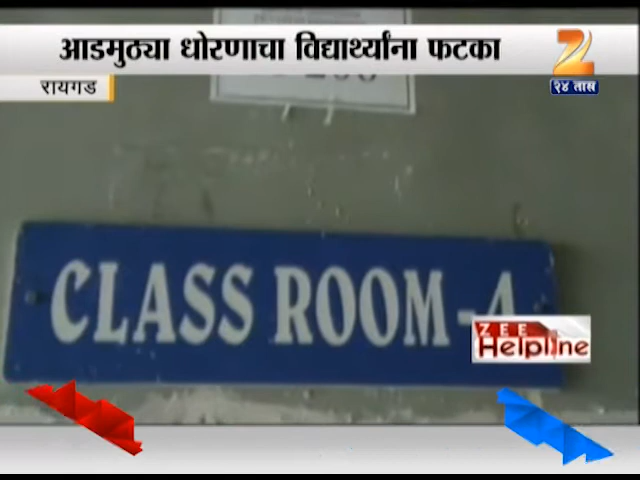 आडमुठ्या धोरणाचा विद्यार्थ्यांना फटका
रायगड
२४ तास
CLASS ROOM-4
ZEE
Helpline